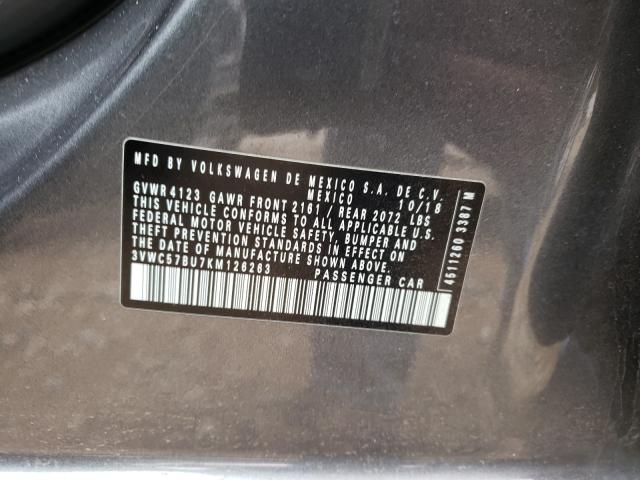 MFD BY VOLKSWAGEN DE MEXICO S.A. DE C.V.
MEXICO 10/18
GVWR 4123 GAWR FRONT 2161 / REAR 2072 LBS
THIS VEHICLE CONFORMS TO ALL APPLICABLE U.S.
FEDERAL MOTOR VEHICLE SAFETY, BUMPER AND
THEFT PREVENTION STANDARDS IN EFFECT ON
THE DATE OF MANUFACTURE SHOWN ABOVE.
3VWC57BU7KM126263 PASSENGER CAR
4511260 3387 M